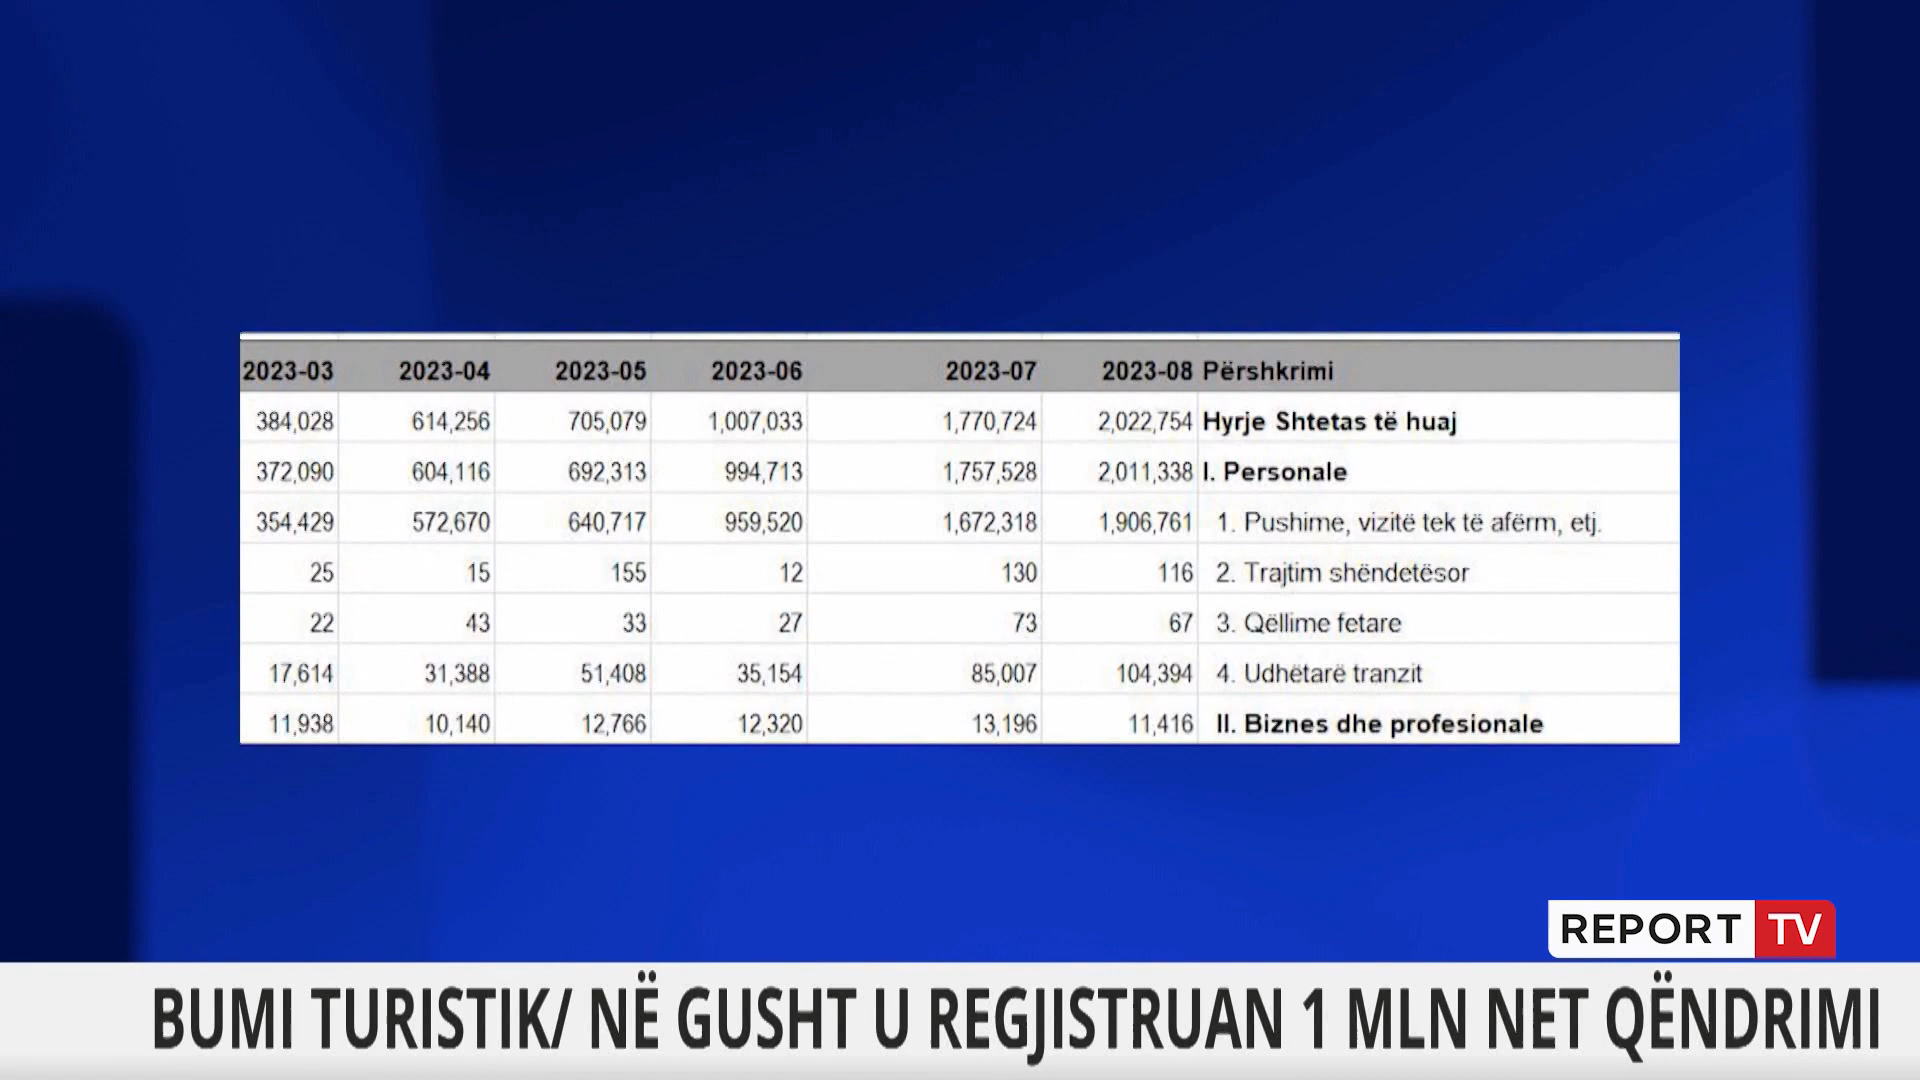 2023-03 2023-04 2023-05 2023-06 2023-07 2023-08 Përshkrimi
384,028 614,256 705,079 1,007,033 1,770,724 2,022,754 Hyrje Shtetas të huaj
372,090 604,116 692,313 994,713 1,757,528 2,011,338 I. Personale
354,429 572,670 640,717 959,520 1,672,318 1,906,761 1. Pushime, vizitë tek të afërm, etj.
25 15 155 12 130 116 2. Trajtim shëndetësor
22 43 33 27 73 67 3. Qëllime fetare
17,614 31,388 51,408 35,154 85,007 104,394 4. Udhëtarë tranzit
11,938 10,140 12,766 12,320 13,196 11,416 II. Biznes dhe profesionale
REPORT TV
BUMI TURISTIK/ NË GUSHT U REGJISTRUAN 1 MLN NET QËNDRIMI